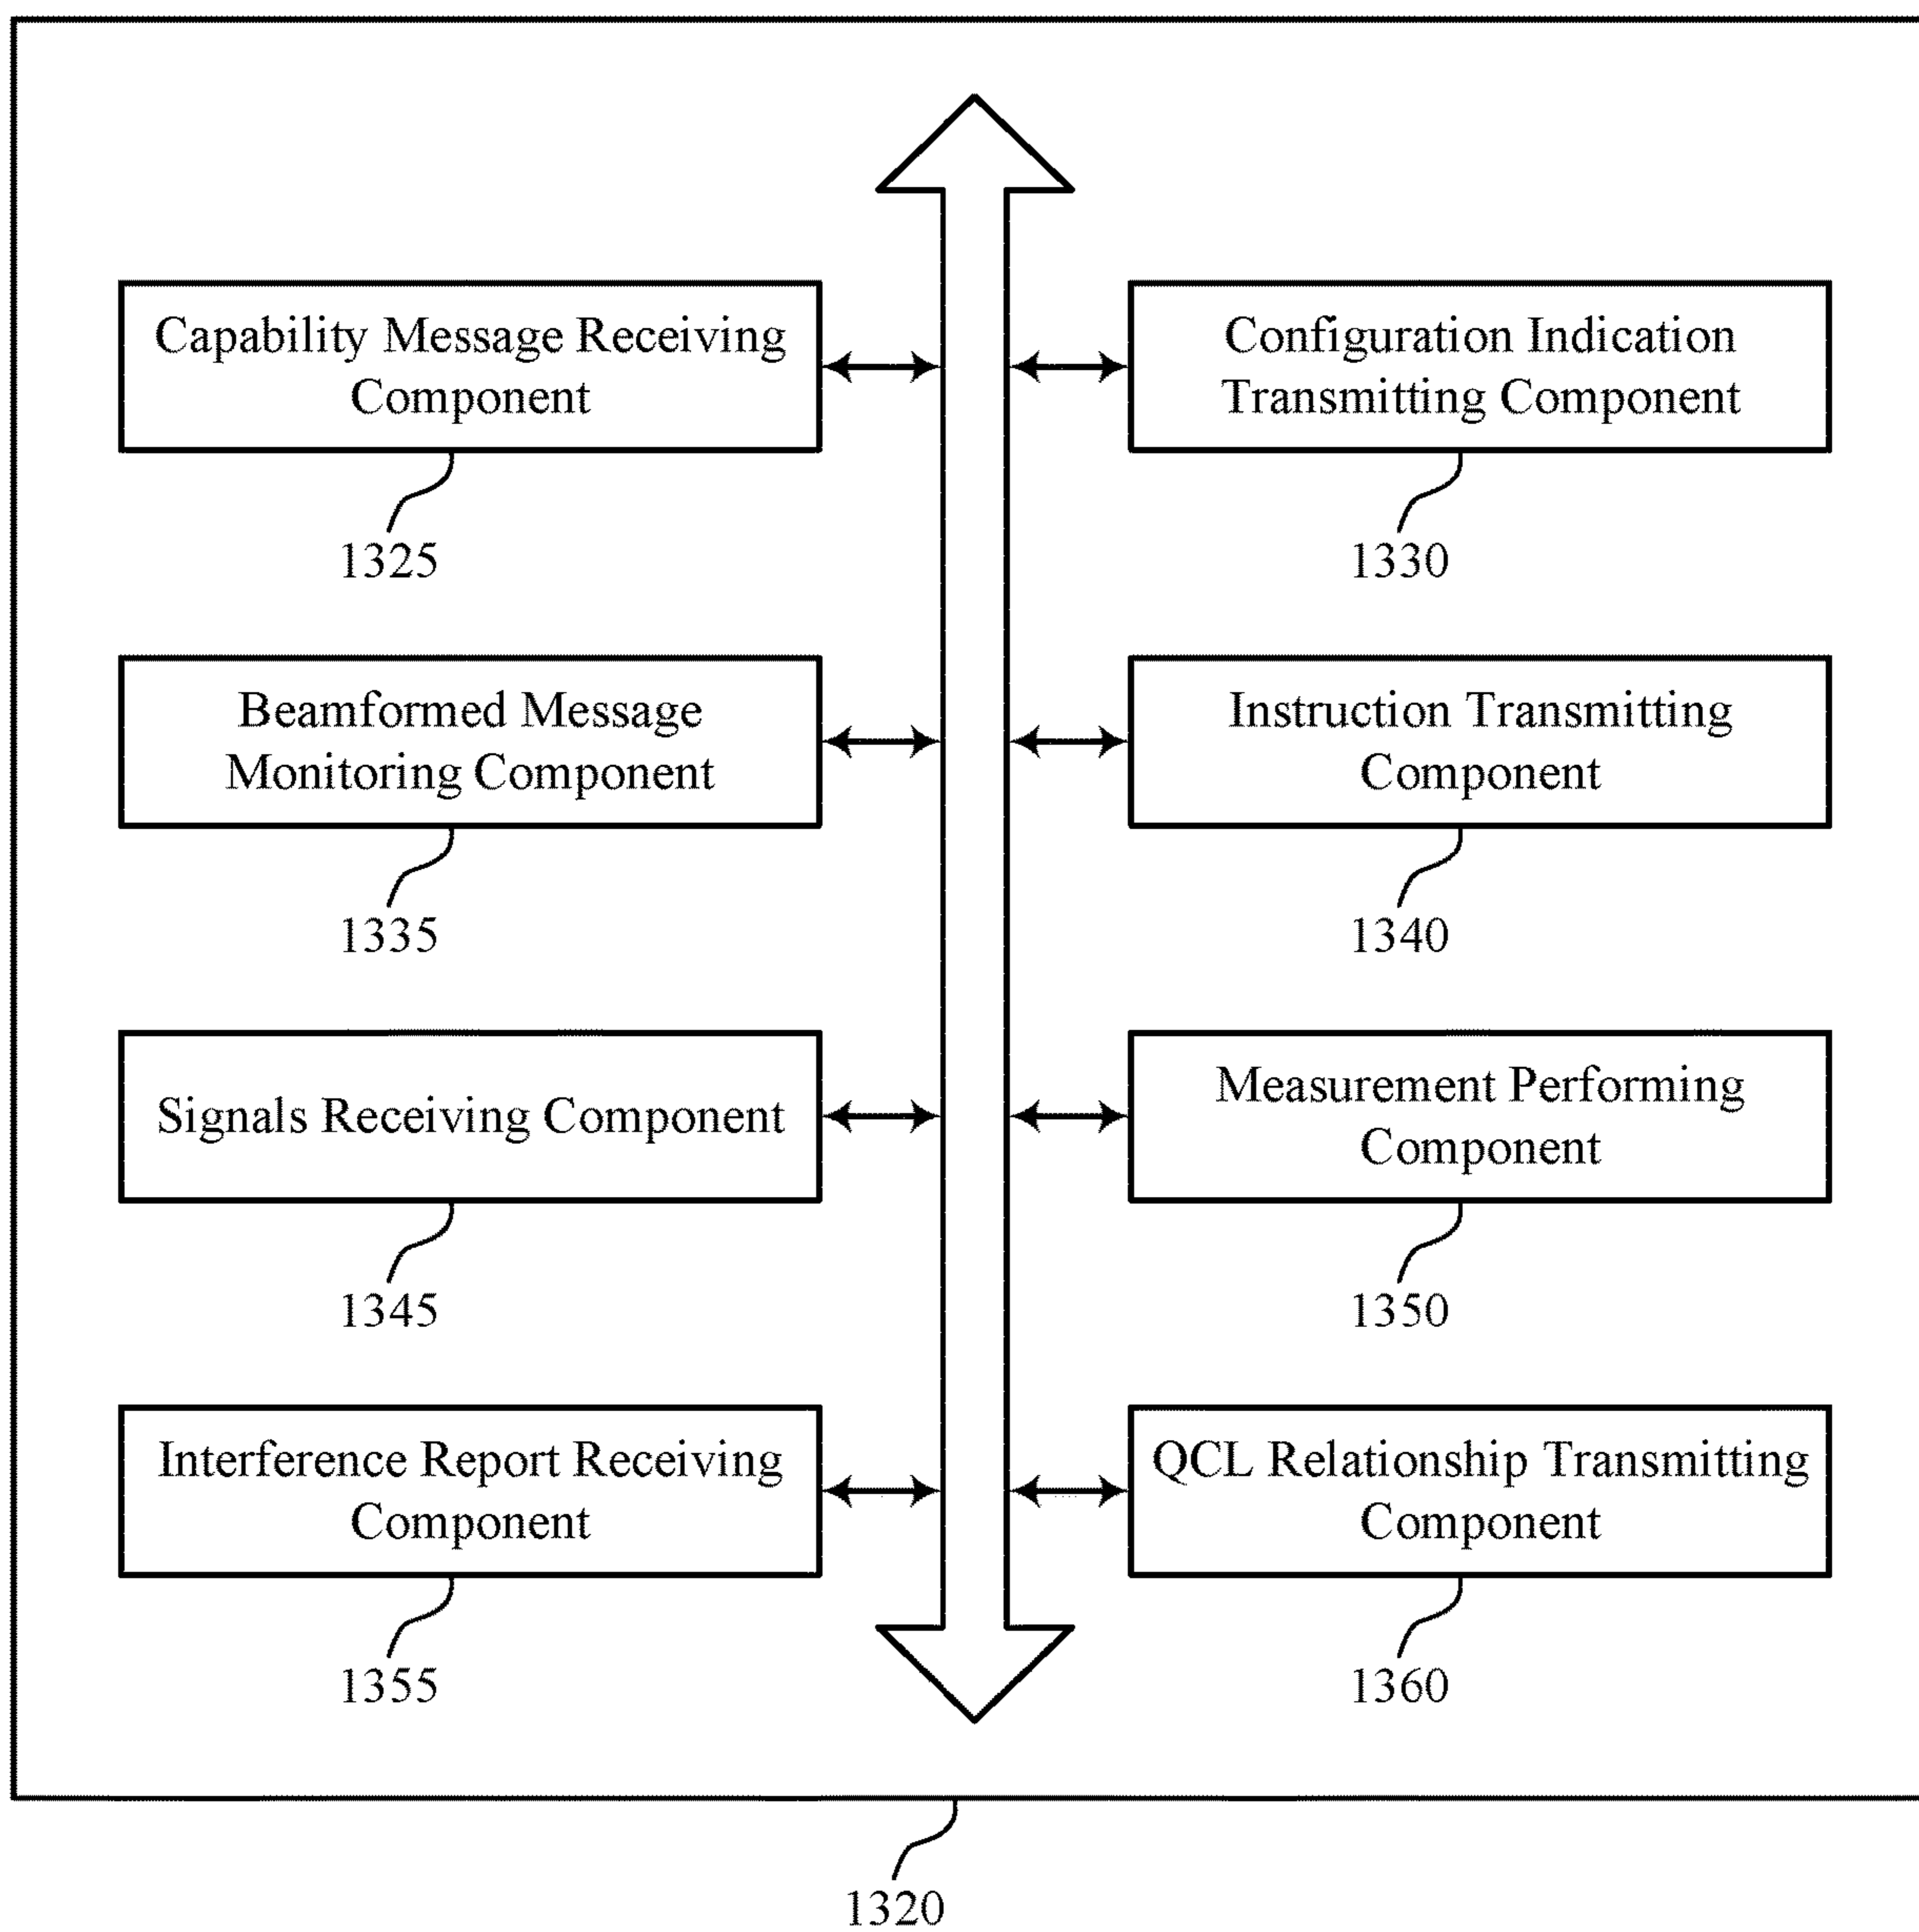 Capability Message Receiving
Component
1325
Configuration Indication
Transmitting Component
1330
Beamformed Message
Monitoring Component
1335
Instruction Transmitting
Component
1340
Signals Receiving Component
1345
Measurement Performing
Component
1350
Interference Report Receiving
Component
1355
QCL Relationship Transmitting
Component
1360
1320